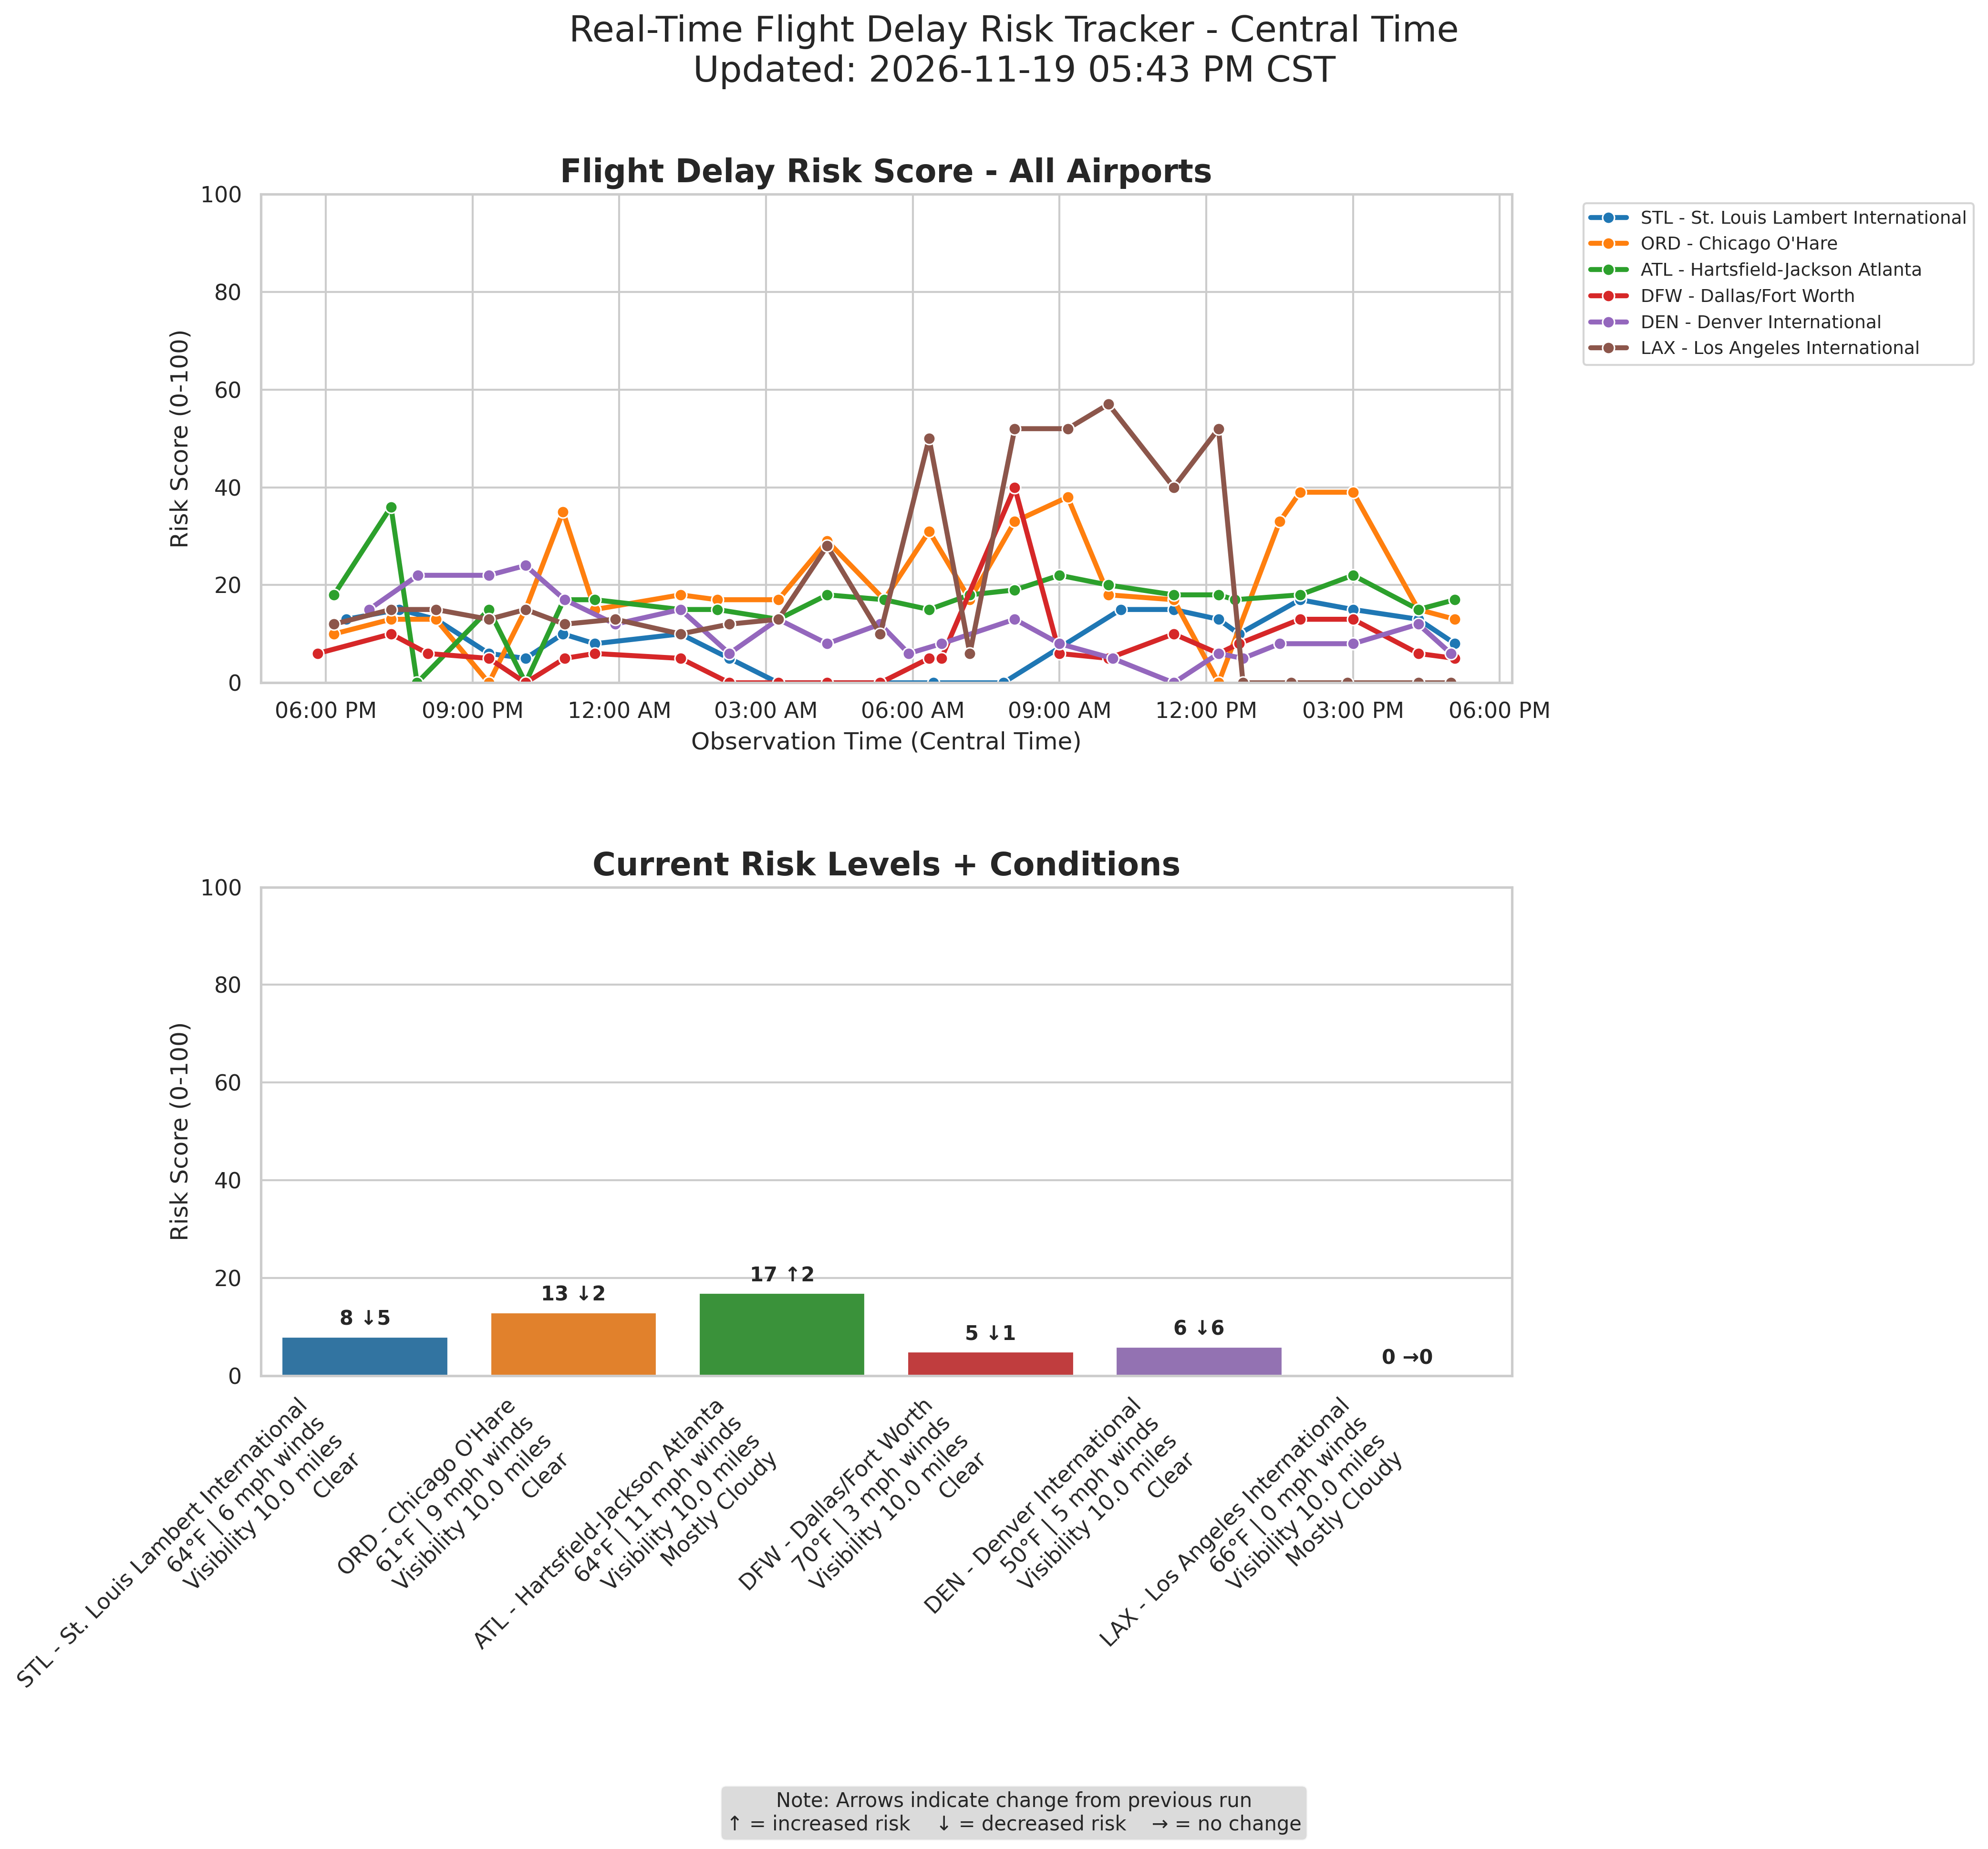 Real-Time Flight Delay Risk Tracker - Central Time
Updated: 2026-11-19 05:43 PM CST
Flight Delay Risk Score - All Airports
Risk Score (0-100)
100
80
60
40
20
0
06:00 PM
09:00 PM
12:00 AM
03:00 AM
06:00 AM
09:00 AM
12:00 PM
03:00 PM
06:00 PM
Observation Time (Central Time)
STL - St. Louis Lambert International
ORD - Chicago O'Hare
ATL - Hartsfield-Jackson Atlanta
DFW - Dallas/Fort Worth
DEN - Denver International
LAX - Los Angeles International
Current Risk Levels + Conditions
Risk Score (0-100)
100
80
60
40
20
0
8 ↓5
13 ↓2
17 ↑2
5 ↓1
6 ↓6
0 →0
STL - St. Louis Lambert International
64°F | 6 mph winds
Visibility 10.0 miles
Clear
ORD - Chicago O'Hare
61°F | 9 mph winds
Visibility 10.0 miles
Clear
ATL - Hartsfield-Jackson Atlanta
64°F | 11 mph winds
Visibility 10.0 miles
Mostly Cloudy
DFW - Dallas/Fort Worth
70°F | 3 mph winds
Visibility 10.0 miles
Clear
DEN - Denver International
50°F | 5 mph winds
Visibility 10.0 miles
Clear
LAX - Los Angeles International
66°F | 0 mph winds
Visibility 10.0 miles
Mostly Cloudy
Note: Arrows indicate change from previous run
↑ = increased risk ↓ = decreased risk → = no change